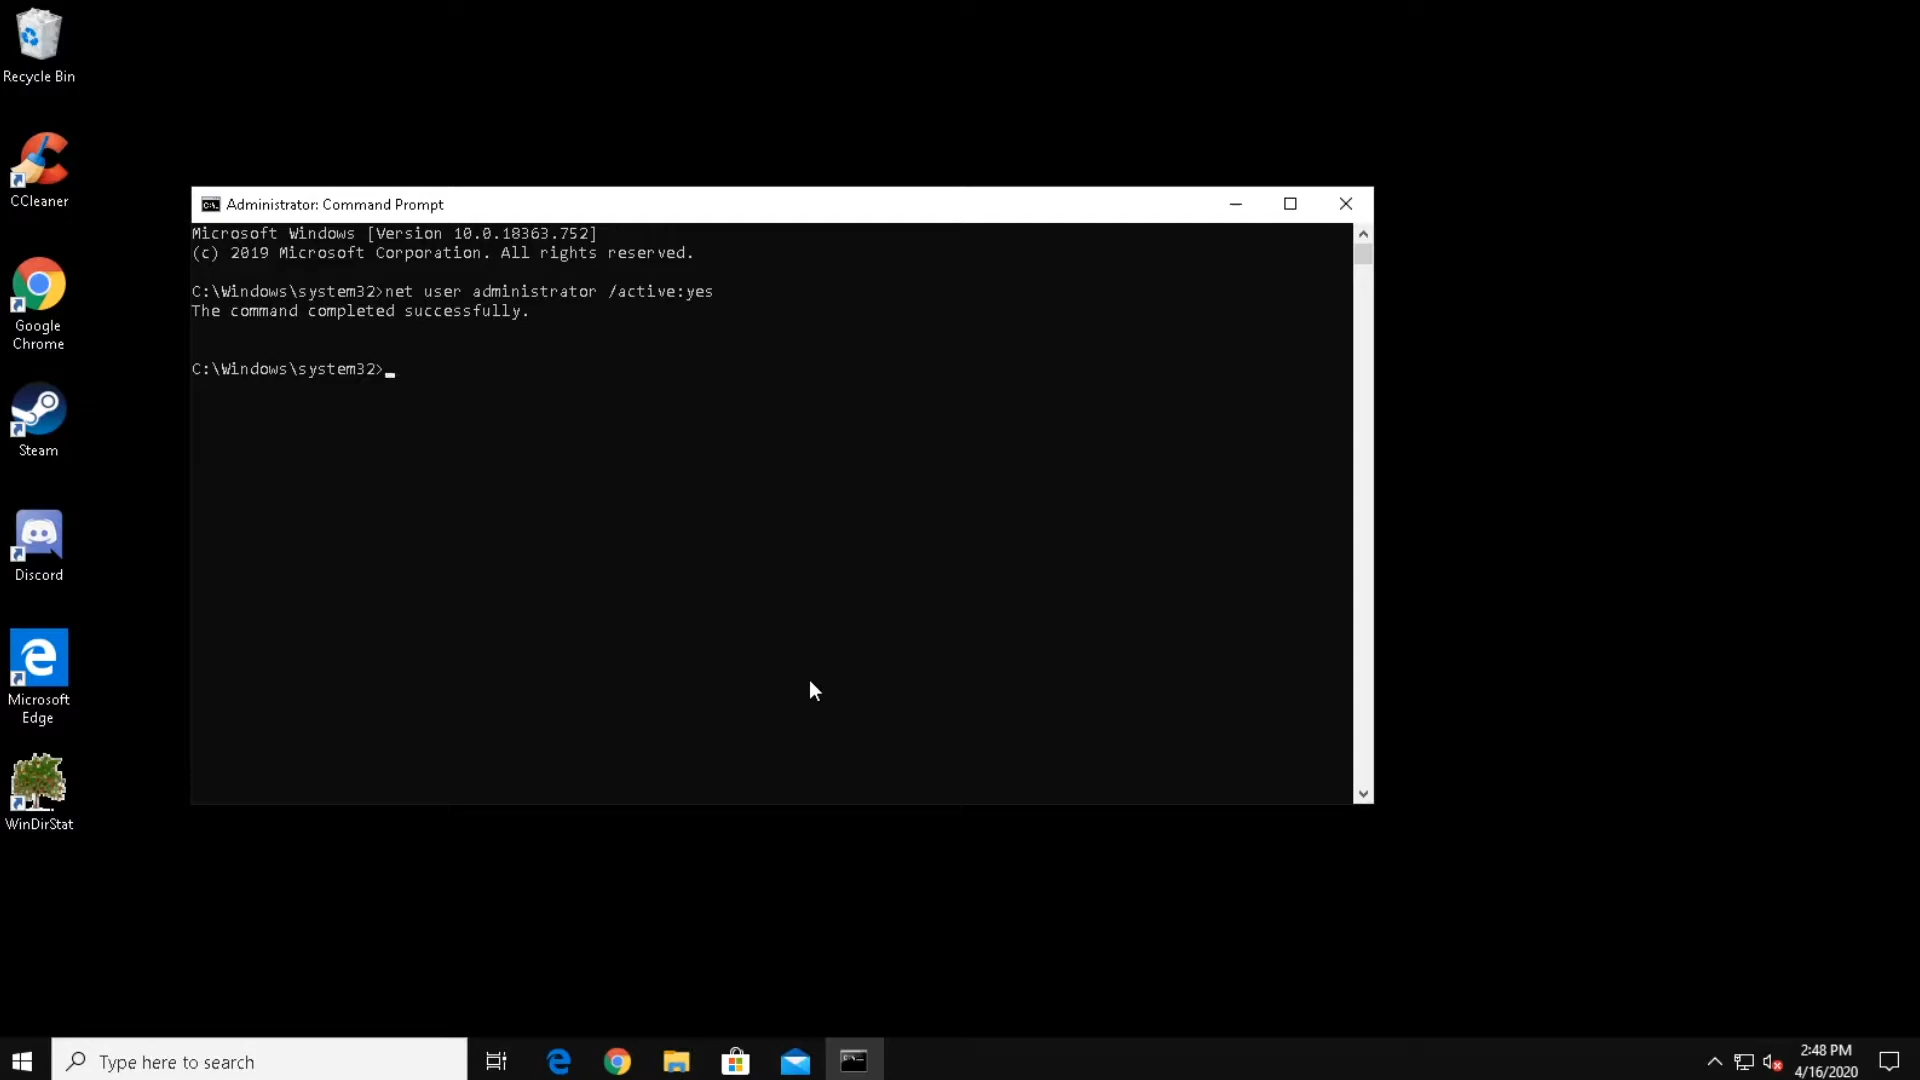 Recycle Bin
CCleaner
Google
Chrome
Steam
Discord
Microsoft
Edge
WinDirStat
Administrator: Command Prompt
Microsoft Windows [Version 10.0.18363.752]
(c) 2019 Microsoft Corporation. All rights reserved.
C:\Windows\system32>net user administrator /active:yes
The command completed successfully.
C:\Windows\system32>
Type here to search
2:48 PM
4/16/2020